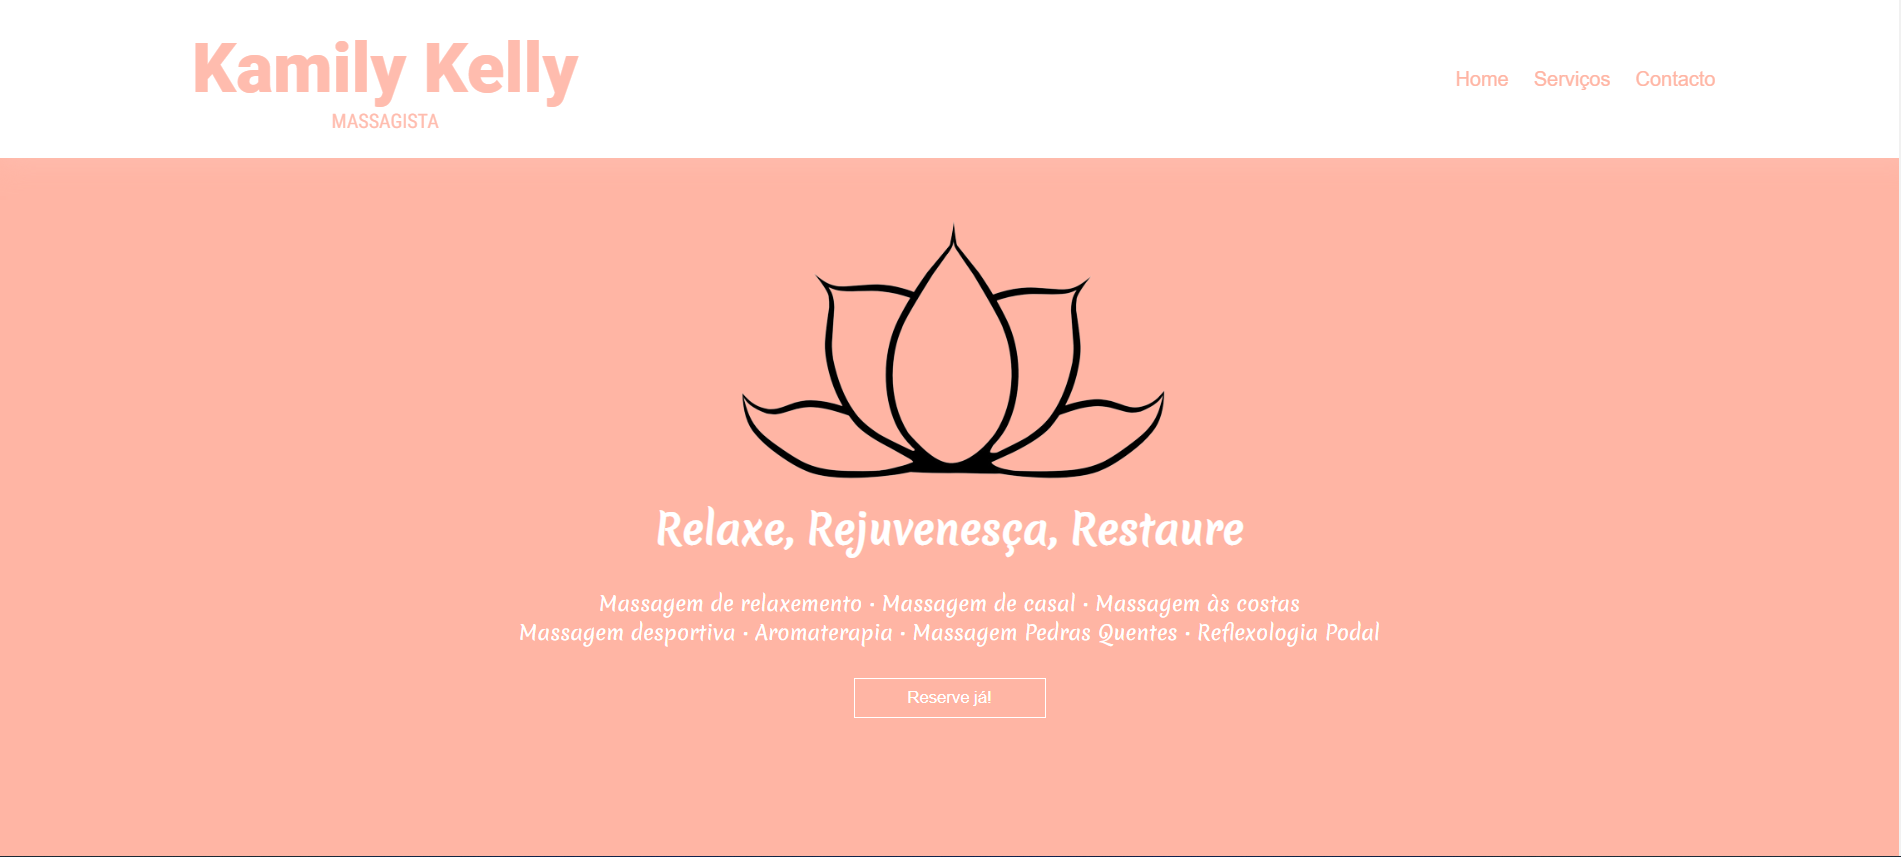 Kamily Kelly
MASSAGISTA
Home Serviços Contacto
Relaxe, Rejuvenesça, Restaure
Massagem de relaxemento • Massagem de casal • Massagem às costas
Massagem desportiva • Aromaterapia • Massagem Pedras Quentes • Reflexologia Podal
Reserve já!